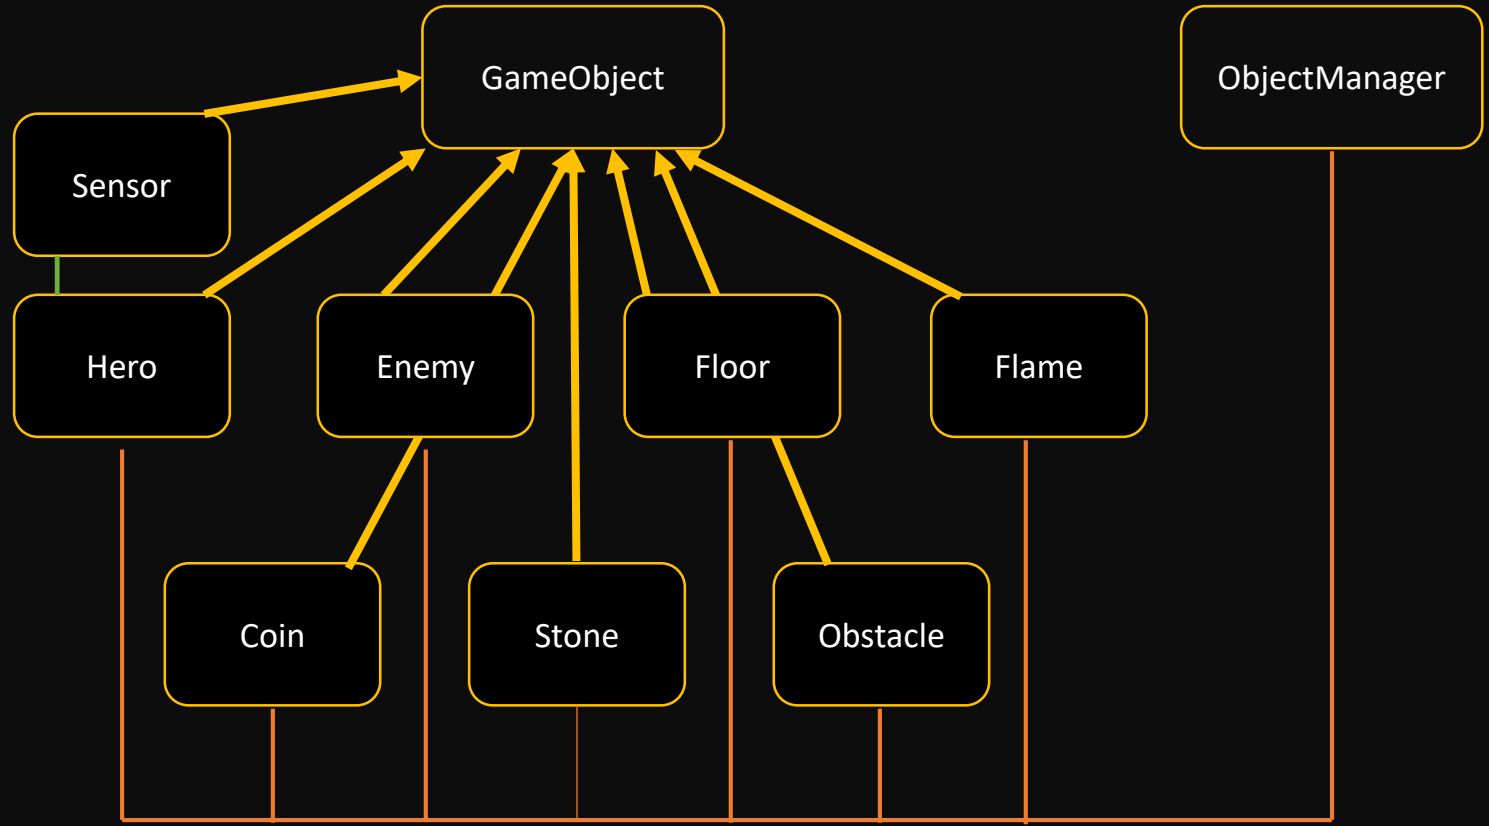 GameObject
ObjectManager
Sensor
Hero
Enemy
Floor
Flame
Coin
Stone
Obstacle